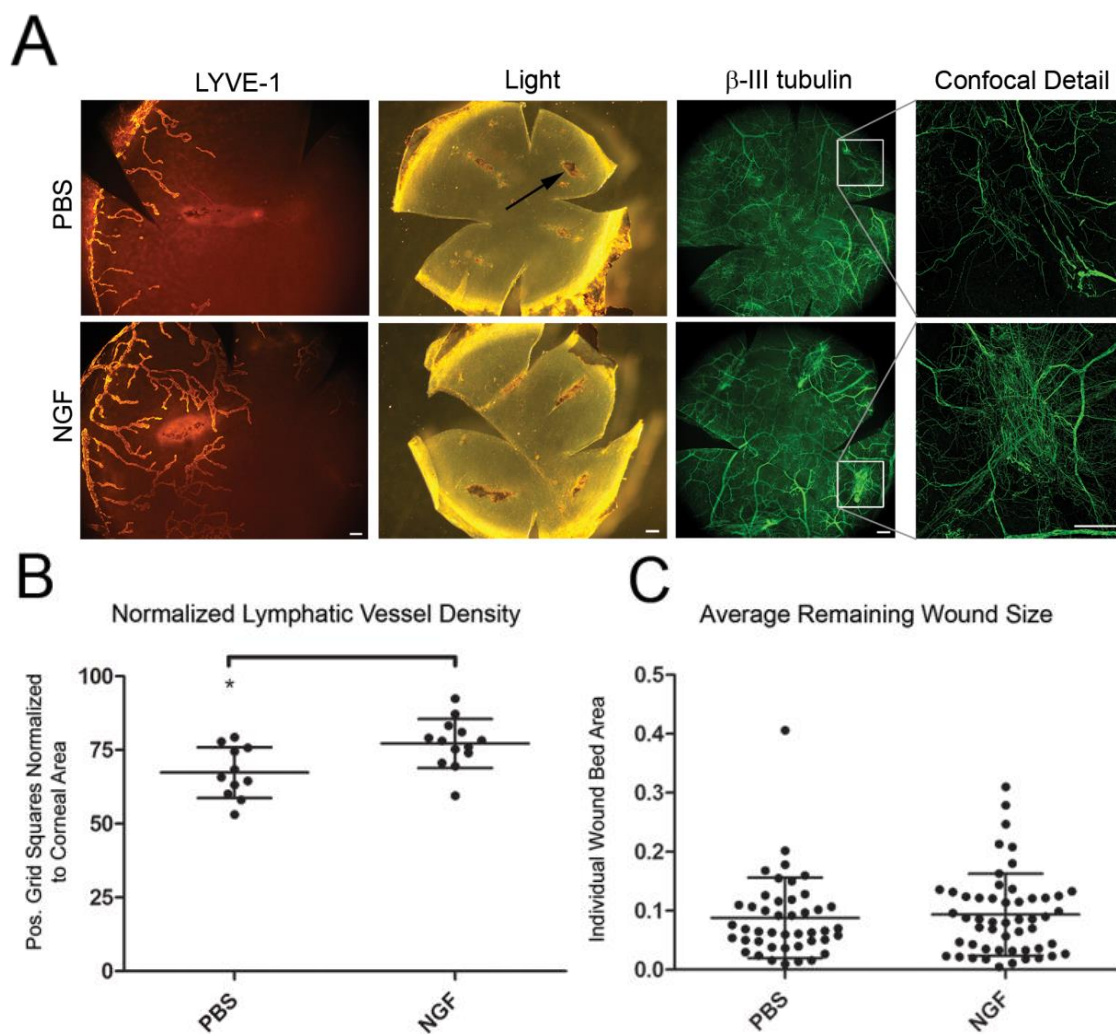 A
LYVE-1
Light
β-III tubulin
Confocal Detail
PBS
NGF
B
Normalized Lymphatic Vessel Density
Pos. Grid Squares Normalized
to Corneal Area
100
75
50
25
0
*
PBS
NGF
C
Average Remaining Wound Size
Individual Wound Bed Area
0.5
0.4
0.3
0.2
0.1
0.0
PBS
NGF